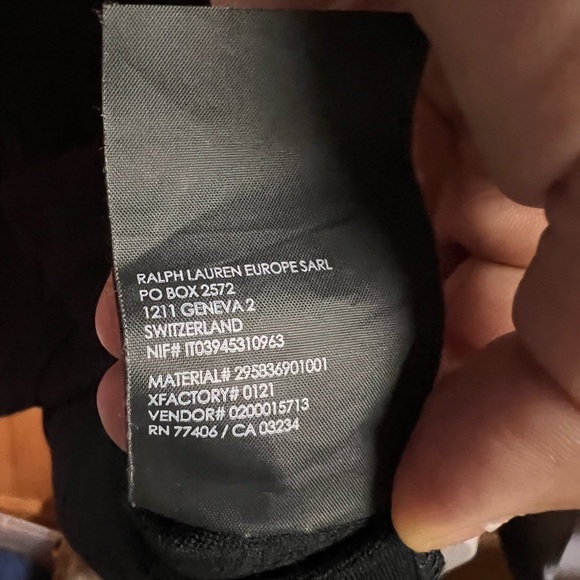 RALPH LAUREN EUROPE SARL
PO BOX 2572
1211 GENEVA 2
SWITZERLAND
NIF# IT03945310963
MATERIAL# 295836901001
XFACTORY# 0121
VENDOR# 0200015713
RN 77406 / CA 03234